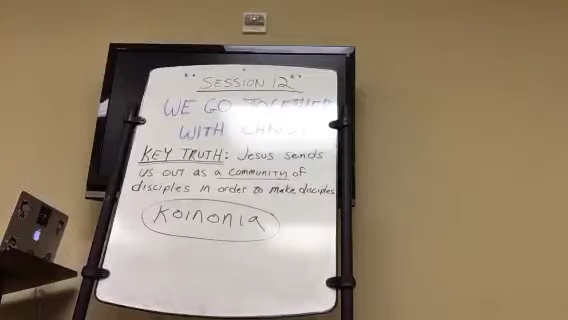 " SESSION 12 "
WE GO TOGETHER
WITH CHRIST
KEY TRUTH: Jesus sends
us out as a community of
disciples in order to make disciples
Koinonia